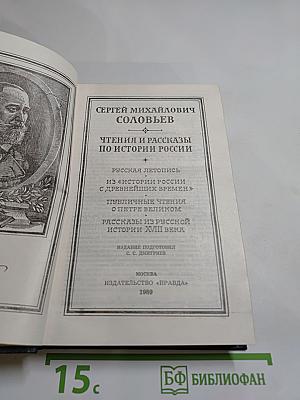 СЕРГЕЙ МИХАЙЛОВИЧ
СОЛОВЬЕВ
ЧТЕНИЯ И РАССКАЗЫ
ПО ИСТОРИИ РОССИИ
РУССКАЯ ЛЕТОПИСЬ
ИЗ «ИСТОРИИ РОССИИ
С ДРЕВНЕЙШИХ ВРЕМЕН»
ПУБЛИЧНЫЕ ЧТЕНИЯ
О ПЕТРЕ ВЕЛИКОМ
РАССКАЗЫ ИЗ РУССКОЙ
ИСТОРИИ XVIII ВЕКА
ИЗДАНИЕ ПОДГОТОВИЛ
С. С. ДМИТРИЕВ
МОСКВА
ИЗДАТЕЛЬСТВО «ПРАВДА»
1989
15 с
БФ БИБЛИОФАН